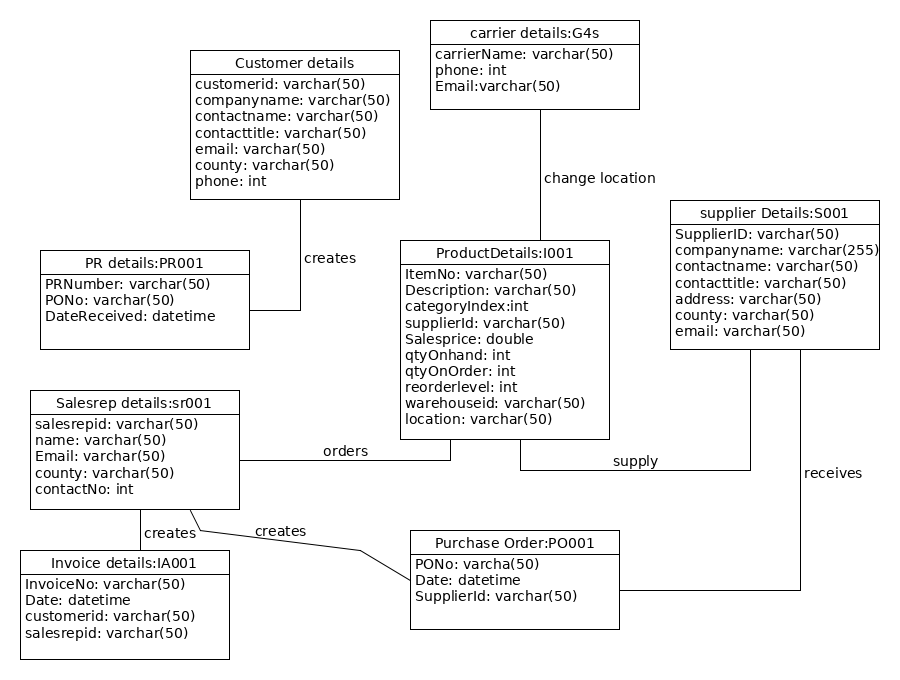 carrier details:G4s
carrierName: varchar(50)
phone: int
Email:varchar(50)
Customer details
customerid: varchar(50)
companyname: varchar(50)
contactname: varchar(50)
contacttitle: varchar(50)
email: varchar(50)
county: varchar(50)
phone: int
change location
supplier Details:S001
SupplierID: varchar(50)
companyname: varchar(255)
contactname: varchar(50)
contacttitle: varchar(50)
address: varchar(50)
county: varchar(50)
email: varchar(50)
creates
PR details:PR001
PRNumber: varchar(50)
PONo: varchar(50)
DateReceived: datetime
ProductDetails:I001
ItemNo: varchar(50)
Description: varchar(50)
categoryIndex:int
supplierId: varchar(50)
Salesprice: double
qtyOnhand: int
qtyOnOrder: int
reorderlevel: int
warehouseid: varchar(50)
location: varchar(50)
Salesrep details:sr001
salesrepid: varchar(50)
name: varchar(50)
Email: varchar(50)
county: varchar(50)
contactNo: int
orders
supply
receives
creates
creates
Invoice details:IA001
InvoiceNo: varchar(50)
Date: datetime
customerid: varchar(50)
salesrepid: varchar(50)
Purchase Order:PO001
PONo: varcha(50)
Date: datetime
SupplierId: varchar(50)